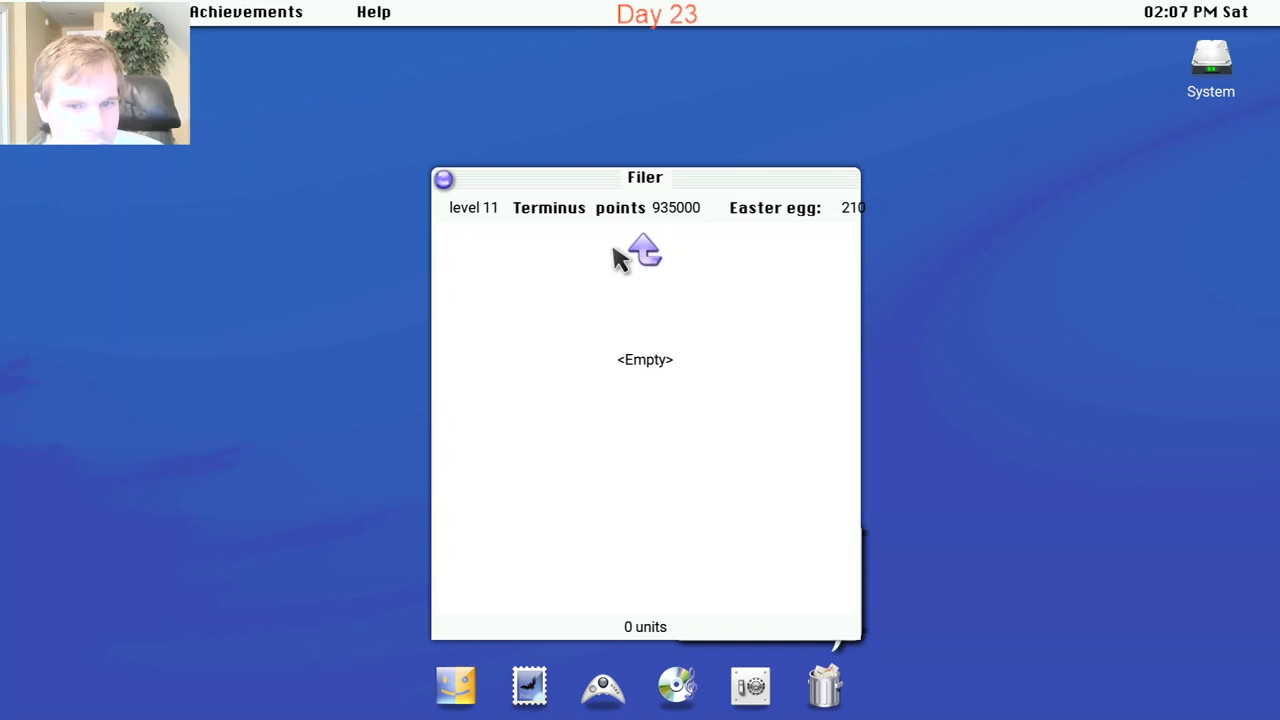 Achievements Help Day 23 02:07 PM Sat
System
Filer
level 11 Terminus points 935000 Easter egg: 210
<Empty>
0 units